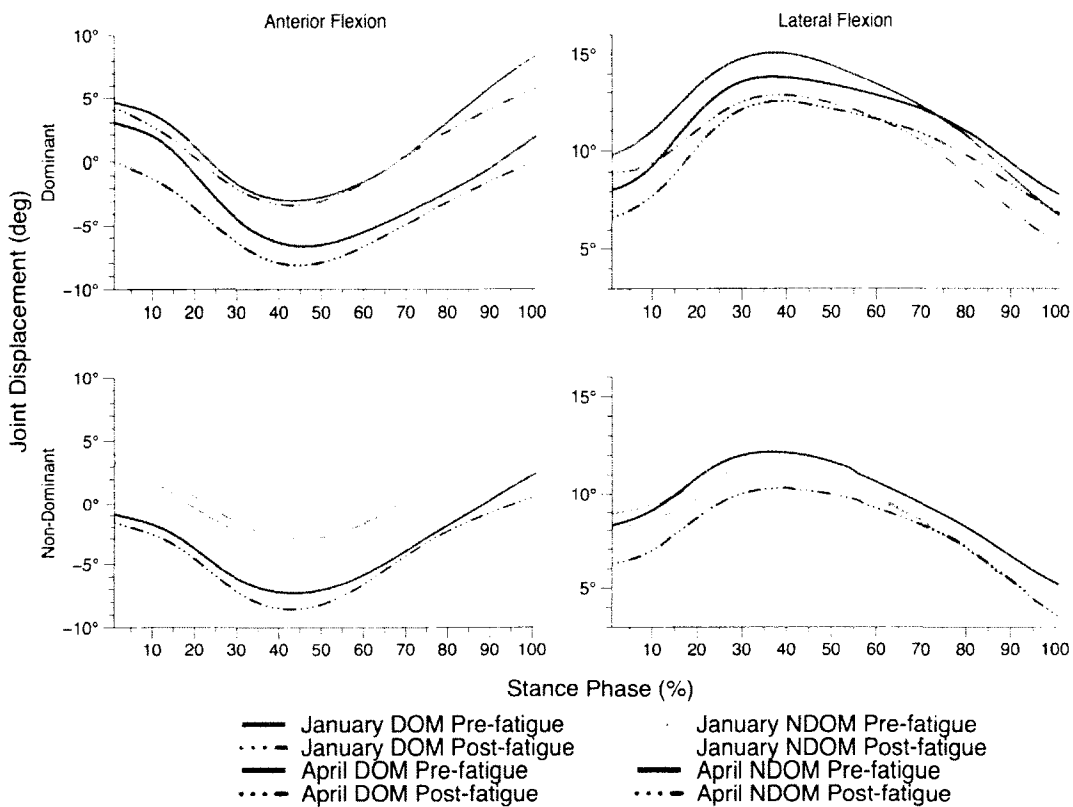 Anterior Flexion
Lateral Flexion
Joint Displacement (deg)
Dominant
10°
5°
0°
−5°
−10°
10 20 30 40 50 60 70 80 90 100
15°
10°
5°
10 20 30 40 50 60 70 80 90 100
Non-Dominant
10°
5°
0°
−5°
−10°
10 20 30 40 50 60 70 80 90 100
15°
10°
5°
10 20 30 40 50 60 70 80 90 100
Stance Phase (%)
January DOM Pre-fatigue
January DOM Post-fatigue
April DOM Pre-fatigue
April DOM Post-fatigue
January NDOM Pre-fatigue
January NDOM Post-fatigue
April NDOM Pre-fatigue
April NDOM Post-fatigue